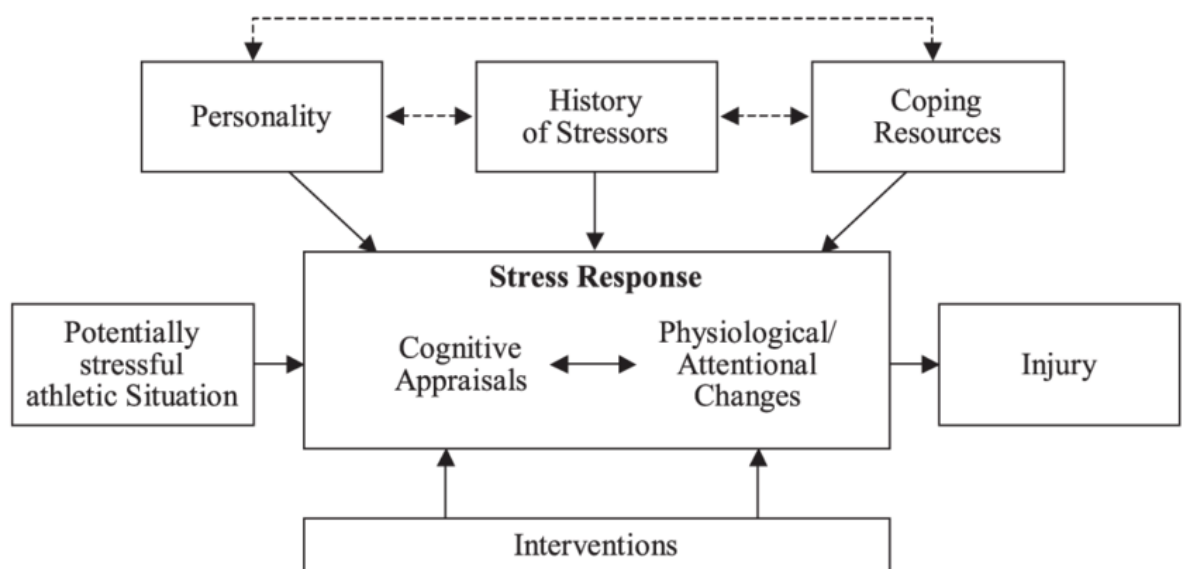 Personality
History
of Stressors
Coping
Resources
Stress Response
Potentially
stressful
athletic Situation
Cognitive
Appraisals
Physiological/
Attentional
Changes
Injury
Interventions